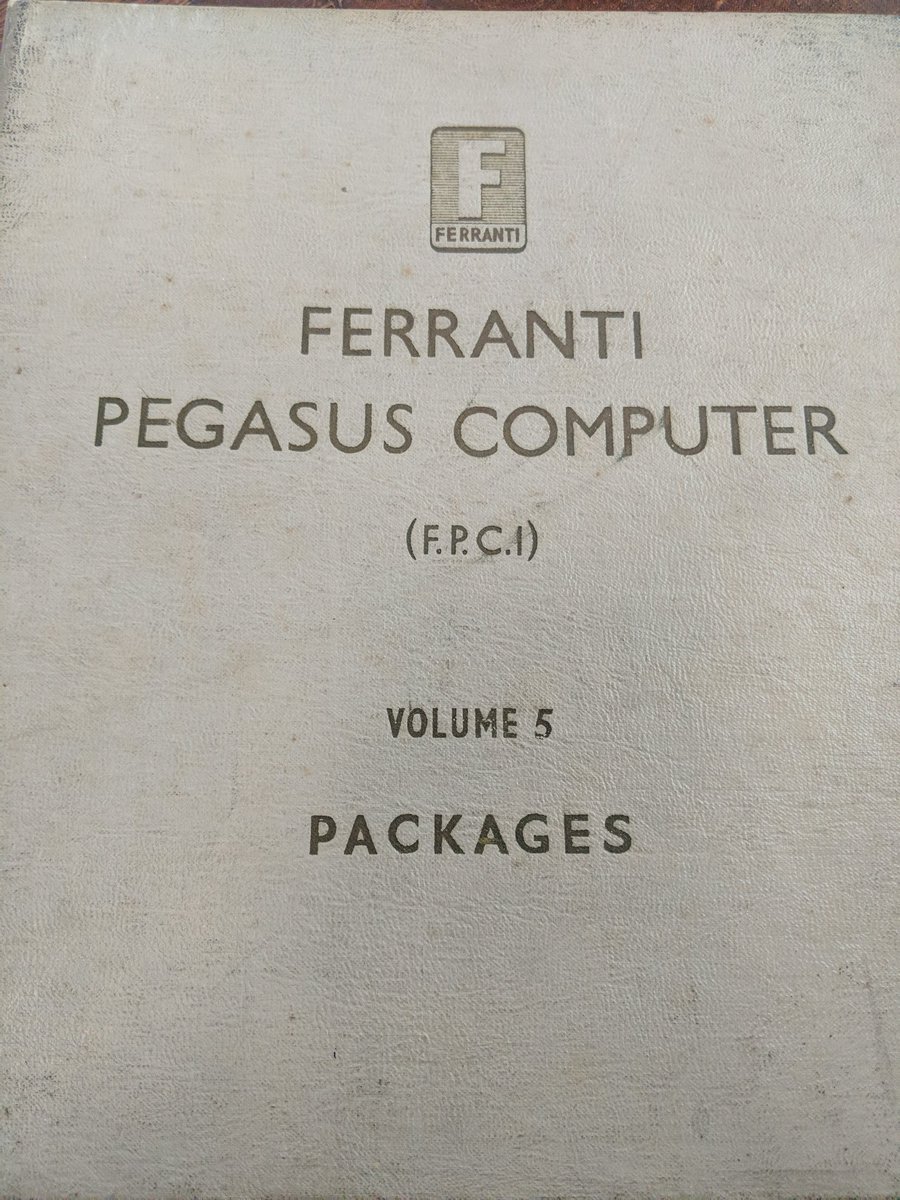 F
FERRANTI
FERRANTI
PEGASUS COMPUTER
(F.P.C.I)
VOLUME 5
PACKAGES